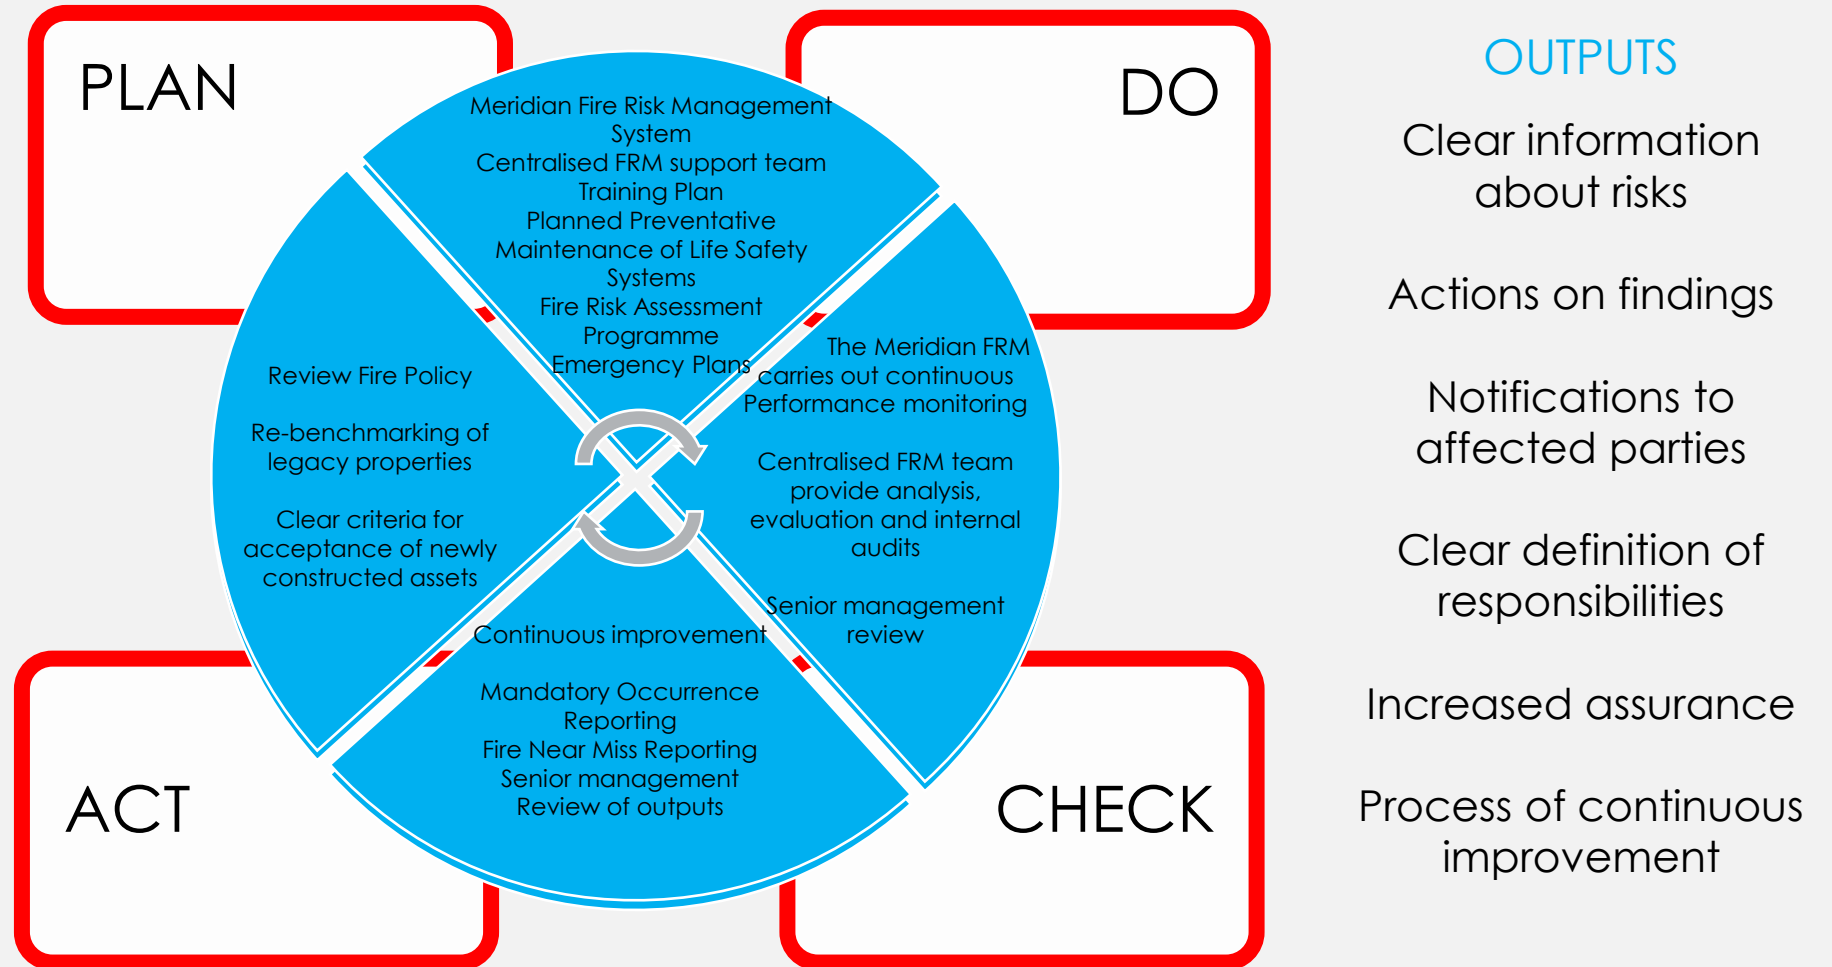 PLAN
DO
Meridian Fire Risk Management
System
Centralised FRM support team
Training Plan
Planned Preventative
Maintenance of Life Safety
Systems
Fire Risk Assessment
Programme
Emergency Plans
The Meridian FRM
carries out continuous
Performance monitoring
Centralised FRM team
provide analysis,
evaluation and internal
audits
Senior management
review
Review Fire Policy
Re-benchmarking of
legacy properties
Clear criteria for
acceptance of newly
constructed assets
Continuous improvement
Mandatory Occurrence
Reporting
Fire Near Miss Reporting
Senior management
Review of outputs
ACT
CHECK
OUTPUTS
Clear information
about risks
Actions on findings
Notifications to
affected parties
Clear definition of
responsibilities
Increased assurance
Process of continuous
improvement